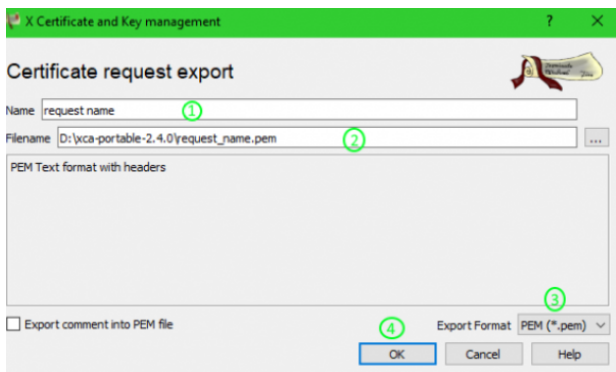 X Certificate and Key management ? ×
Certificate request export
Name request name 1
Filename D:\xca-portable-2.4.0\request_name.pem 2 ...
PEM Text format with headers
3
Export comment into PEM file 4 Export Format PEM (*.pem)
OK Cancel Help